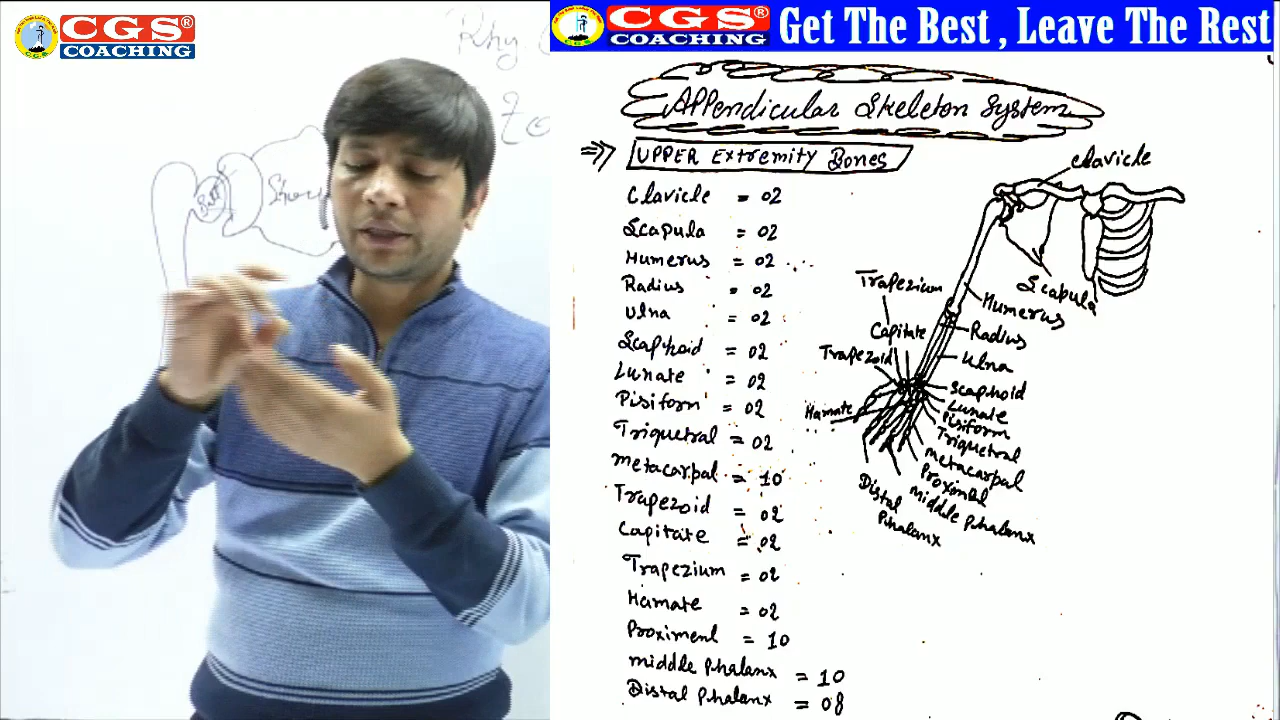 CGS®
COACHING
CGS®
COACHING
Get The Best , Leave The Rest
Appendicular Skeleton System
UPPER Extremity Bones
Clavicle = 02
Scapula = 02
Humerus = 02
Radius = 02
Ulna = 02
Scaphoid = 02
Lunate = 02
Pisiform = 02
Triquetral = 02
metacarpal = 10
Trapezoid = 02
Capitate = 02
Trapezium = 02
Hamate = 02
Proximenl = 10
middle Phalanx = 10
Distal Phalanx = 08
Clavicle
Scapula
Humerus
Radius
Ulna
Trapezium
Capitate
Trapezoid
Hamate
Scaphoid
Lunate
Pisiform
Triquetral
metacarpal
Proximal
middle Phalanx
Distal
Phalanx
Ball